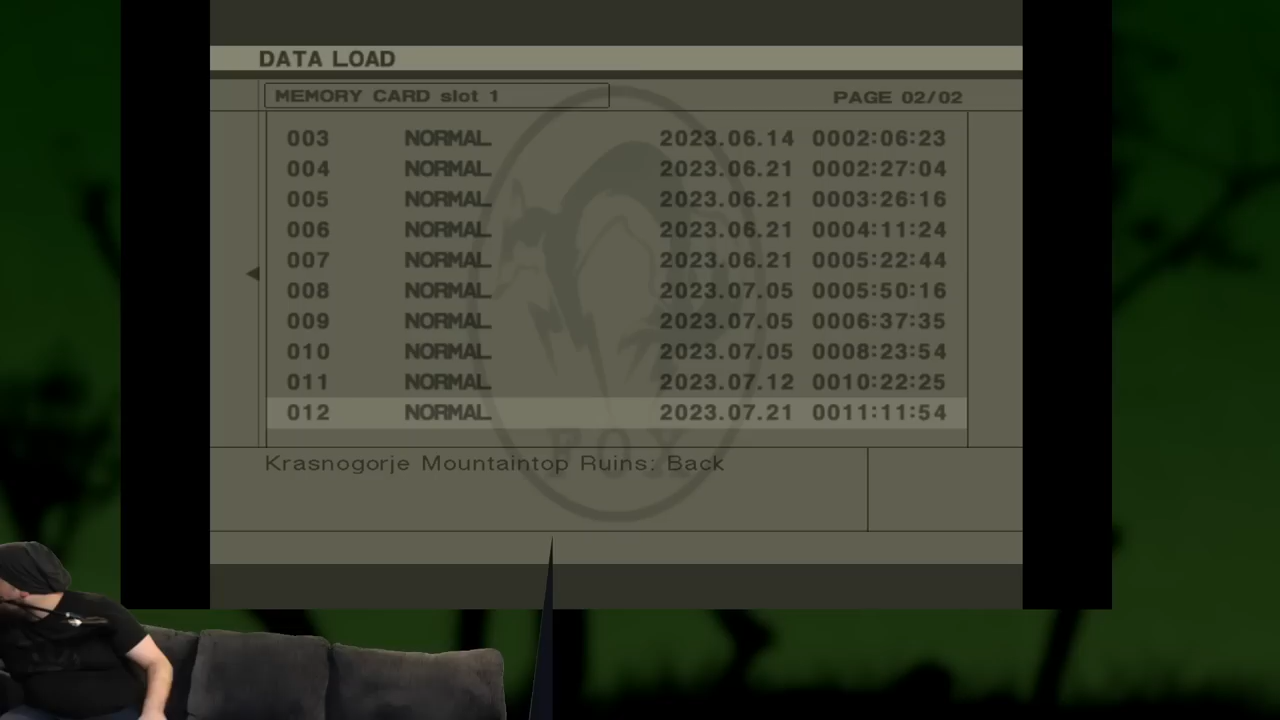 DATA LOAD
MEMORY CARD slot 1 PAGE 02/02
003 NORMAL 2023.06.14 0002:06:23
004 NORMAL 2023.06.21 0002:27:04
005 NORMAL 2023.06.21 0003:26:16
006 NORMAL 2023.06.21 0004:11:24
007 NORMAL 2023.06.21 0005:22:44
008 NORMAL 2023.07.05 0005:50:16
009 NORMAL 2023.07.05 0006:37:35
010 NORMAL 2023.07.05 0008:23:54
011 NORMAL 2023.07.12 0010:22:25
012 NORMAL 2023.07.21 0011:11:54
FOX
Krasnogorje Mountaintop Ruins: Back